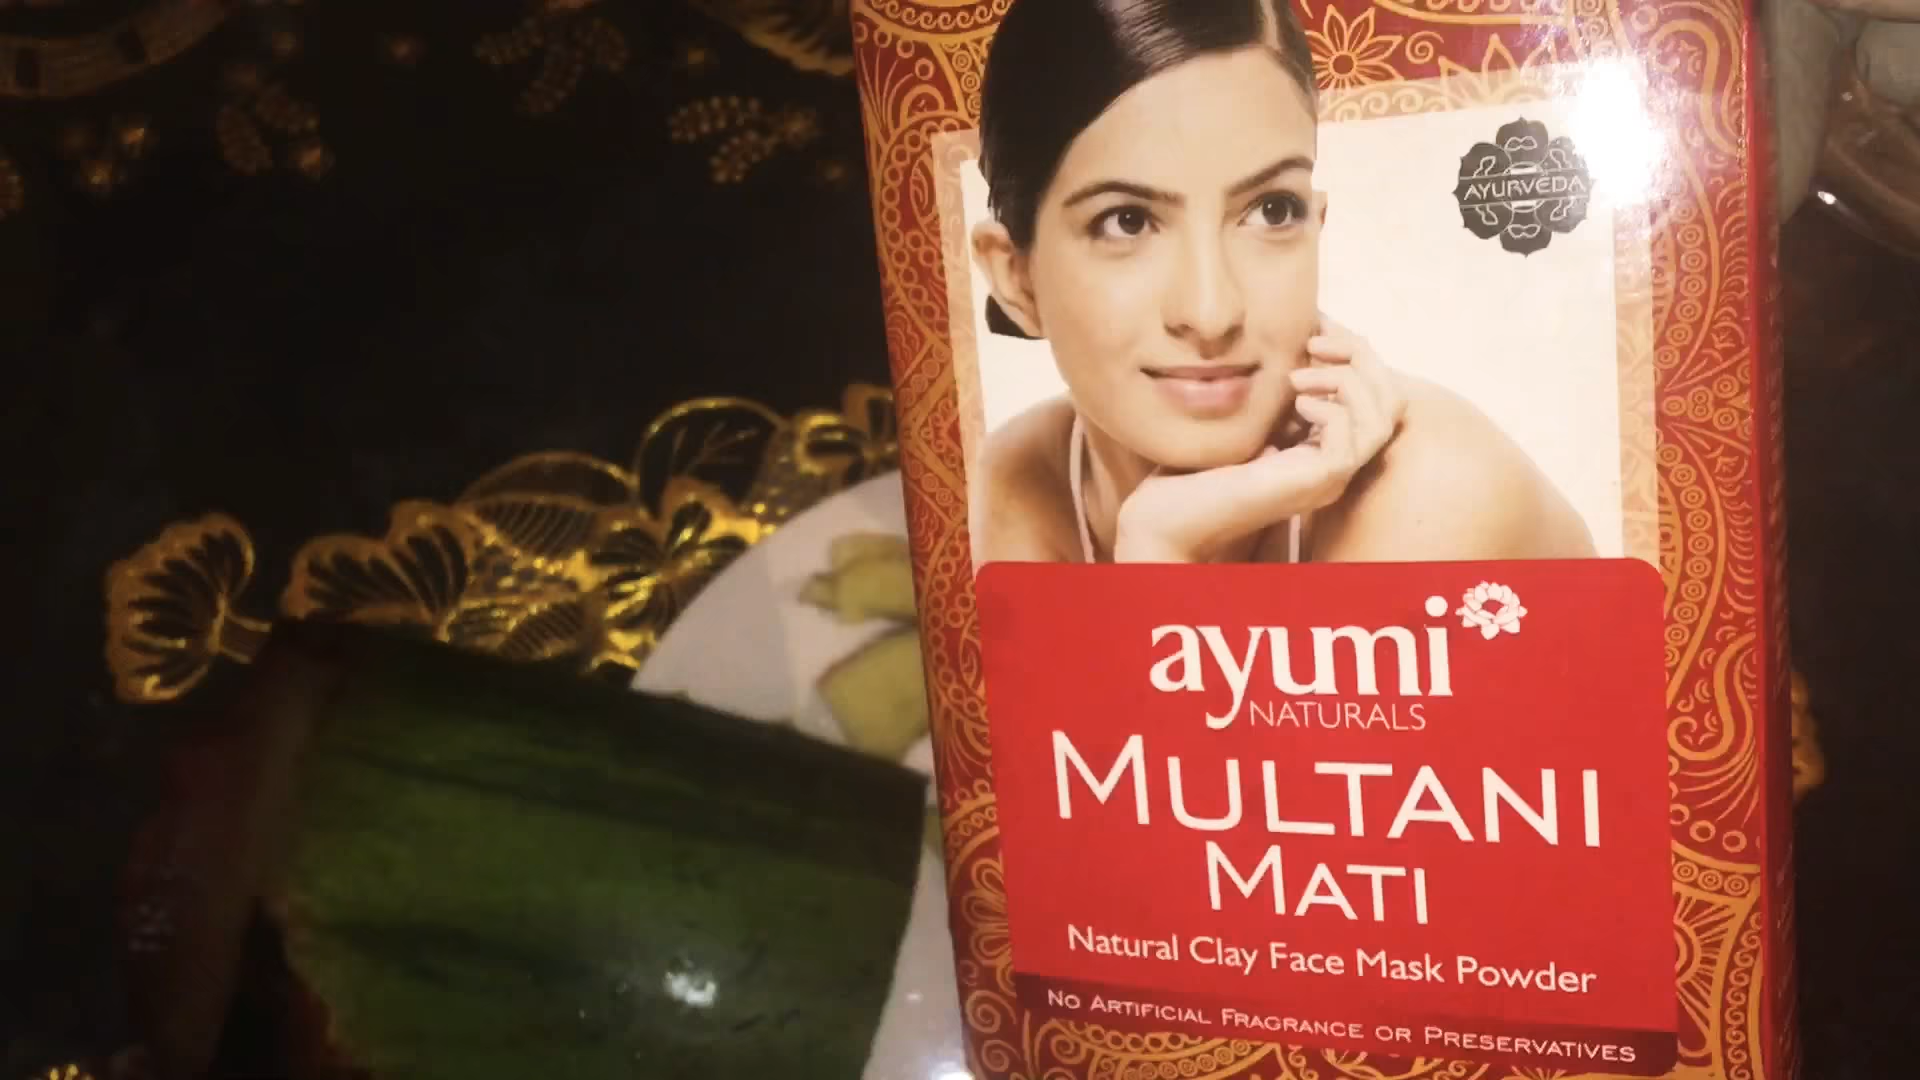 AYURVEDA
ayumi
NATURALS
MULTANI
MATI
Natural Clay Face Mask Powder
NO ARTIFICIAL FRAGRANCE OR PRESERVATIVES